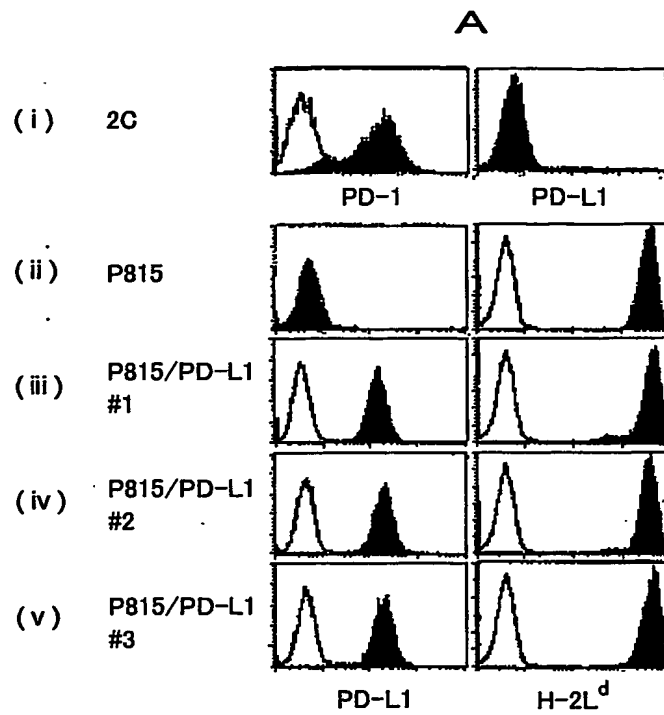 A
(i) 2C
PD-1 PD-L1
(ii) P815
(iii) P815/PD-L1
#1
(iv) P815/PD-L1
#2
(v) P815/PD-L1
#3
PD-L1 H-2Lᵈ